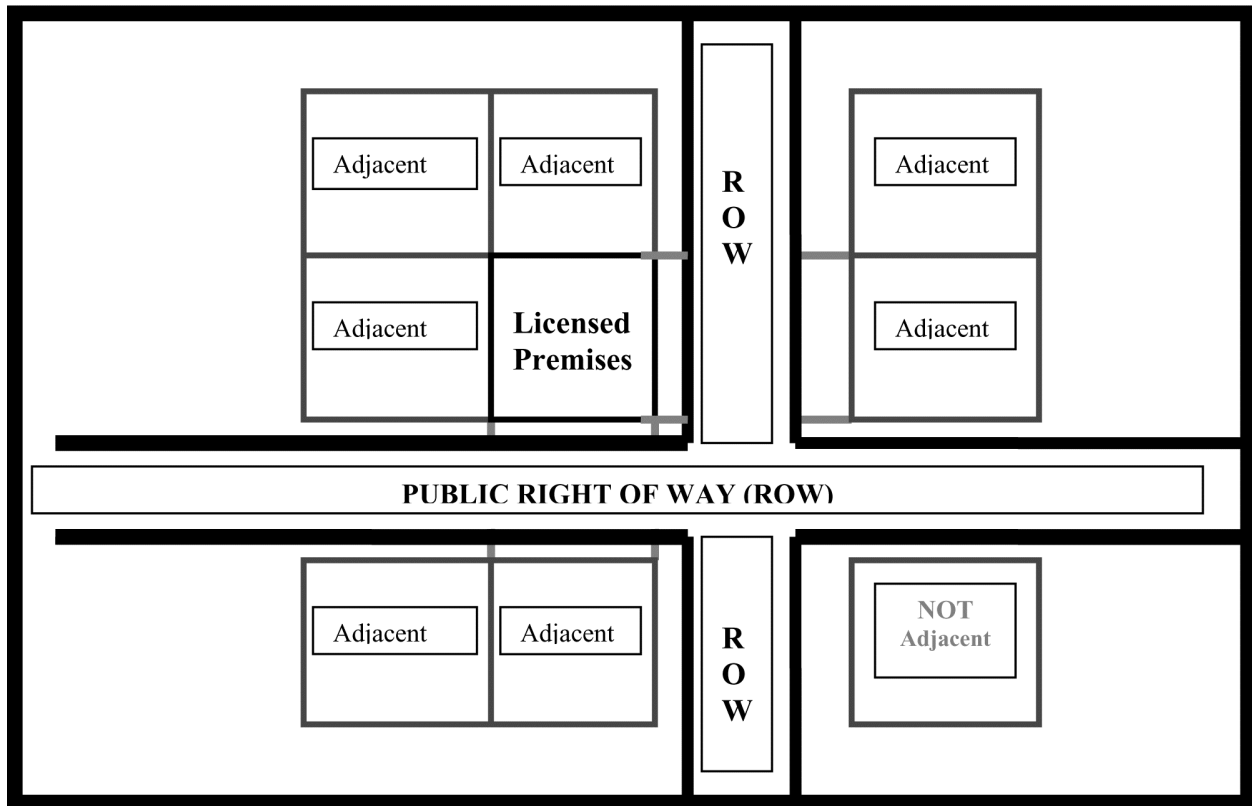 Adjacent
Adjacent
R
O
W
Adjacent
Adjacent
Licensed
Premises
Adjacent
PUBLIC RIGHT OF WAY (ROW)
Adjacent
Adjacent
R
O
W
NOT
Adjacent